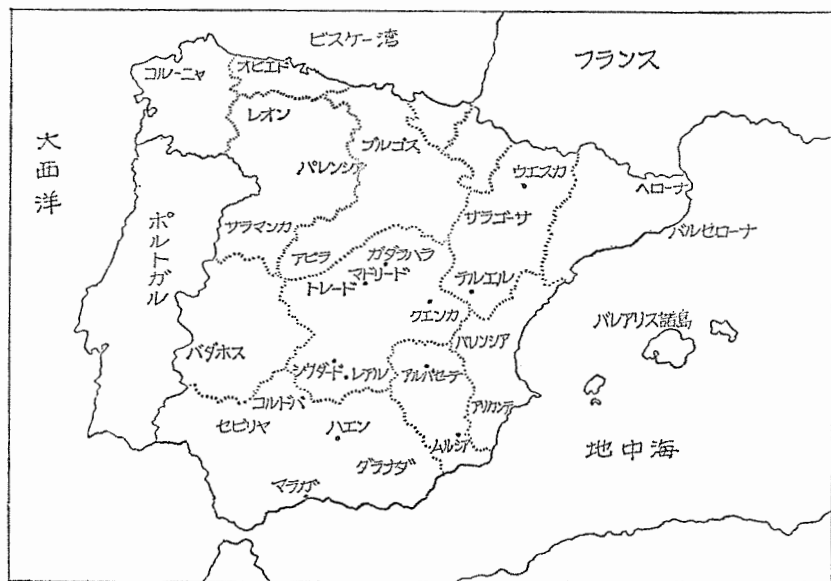 ビスケー湾
フランス
コルーニャ
オビエド
レオン
ブルゴス
大西洋
パレンシア
ウエスカ
ヘローナ
ポルトガル
サラマンカ
サラゴーサ
バルセローナ
アビラ
ガダラハラ
マドリード
トレード
テルエル
クエンカ
バレンシア
バレアリス諸島
バダホス
シウダード
レアル
アルバセーテ
コルドバ
アリカンテ
セビリヤ
ハエン
ムルシア
地中海
グラナダ
マラガ